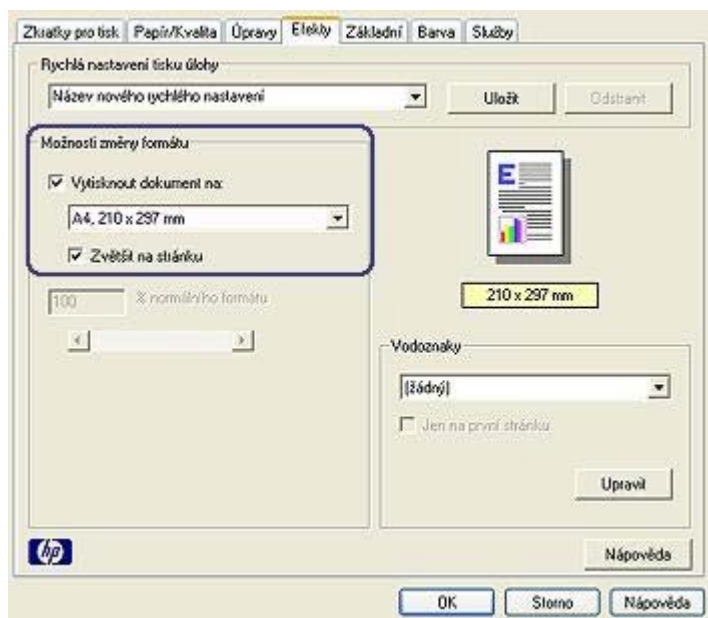 Zkratky pro tisk Papír/Kvalita Úpravy Efekty Základní Barva Služby
Rychlá nastavení tisku úlohy
Název nového rychlého nastavení Uložit Odstranit
Možnosti změny formátu
Vytisknout dokument na:
A4, 210 x 297 mm
Zvětšit na stránku
E
100 % normálního formátu
210 x 297 mm
Vodoznaky
(žádný)
Jen na první stránku
Upravit
hp
Nápověda
OK Storno Nápověda